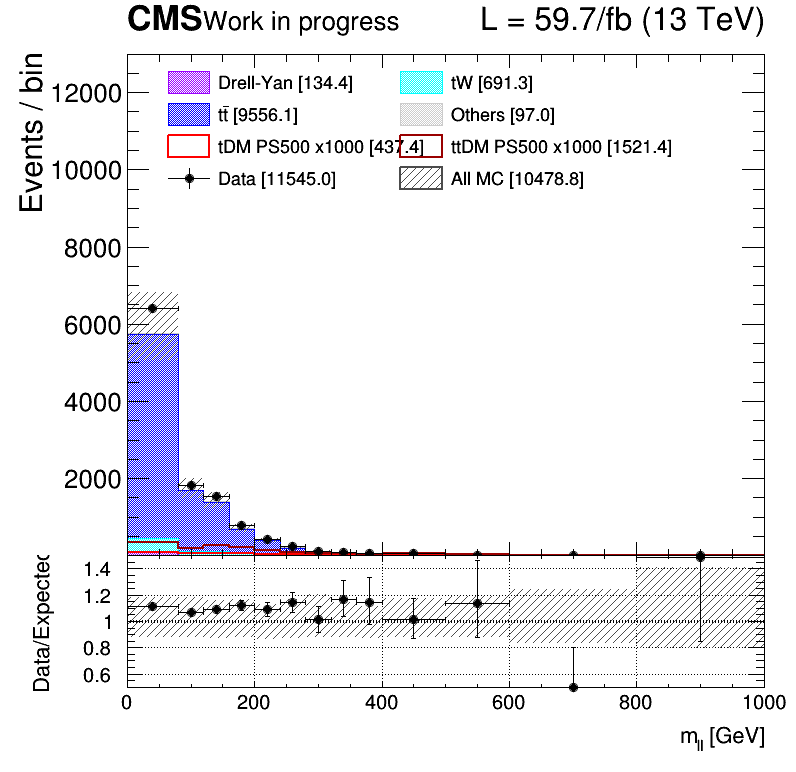 CMS Work in progress L = 59.7/fb (13 TeV)
Events / bin
12000
10000
8000
6000
4000
2000
Drell-Yan [134.4] tW [691.3]
tt̄ [9556.1] Others [97.0]
tDM PS500 x1000 [437.4] ttDM PS500 x1000 [1521.4]
Data [11545.0] All MC [10478.8]
Data/Expected
1.4
1.2
1
0.8
0.6
0 200 400 600 800 1000
m_ll [GeV]